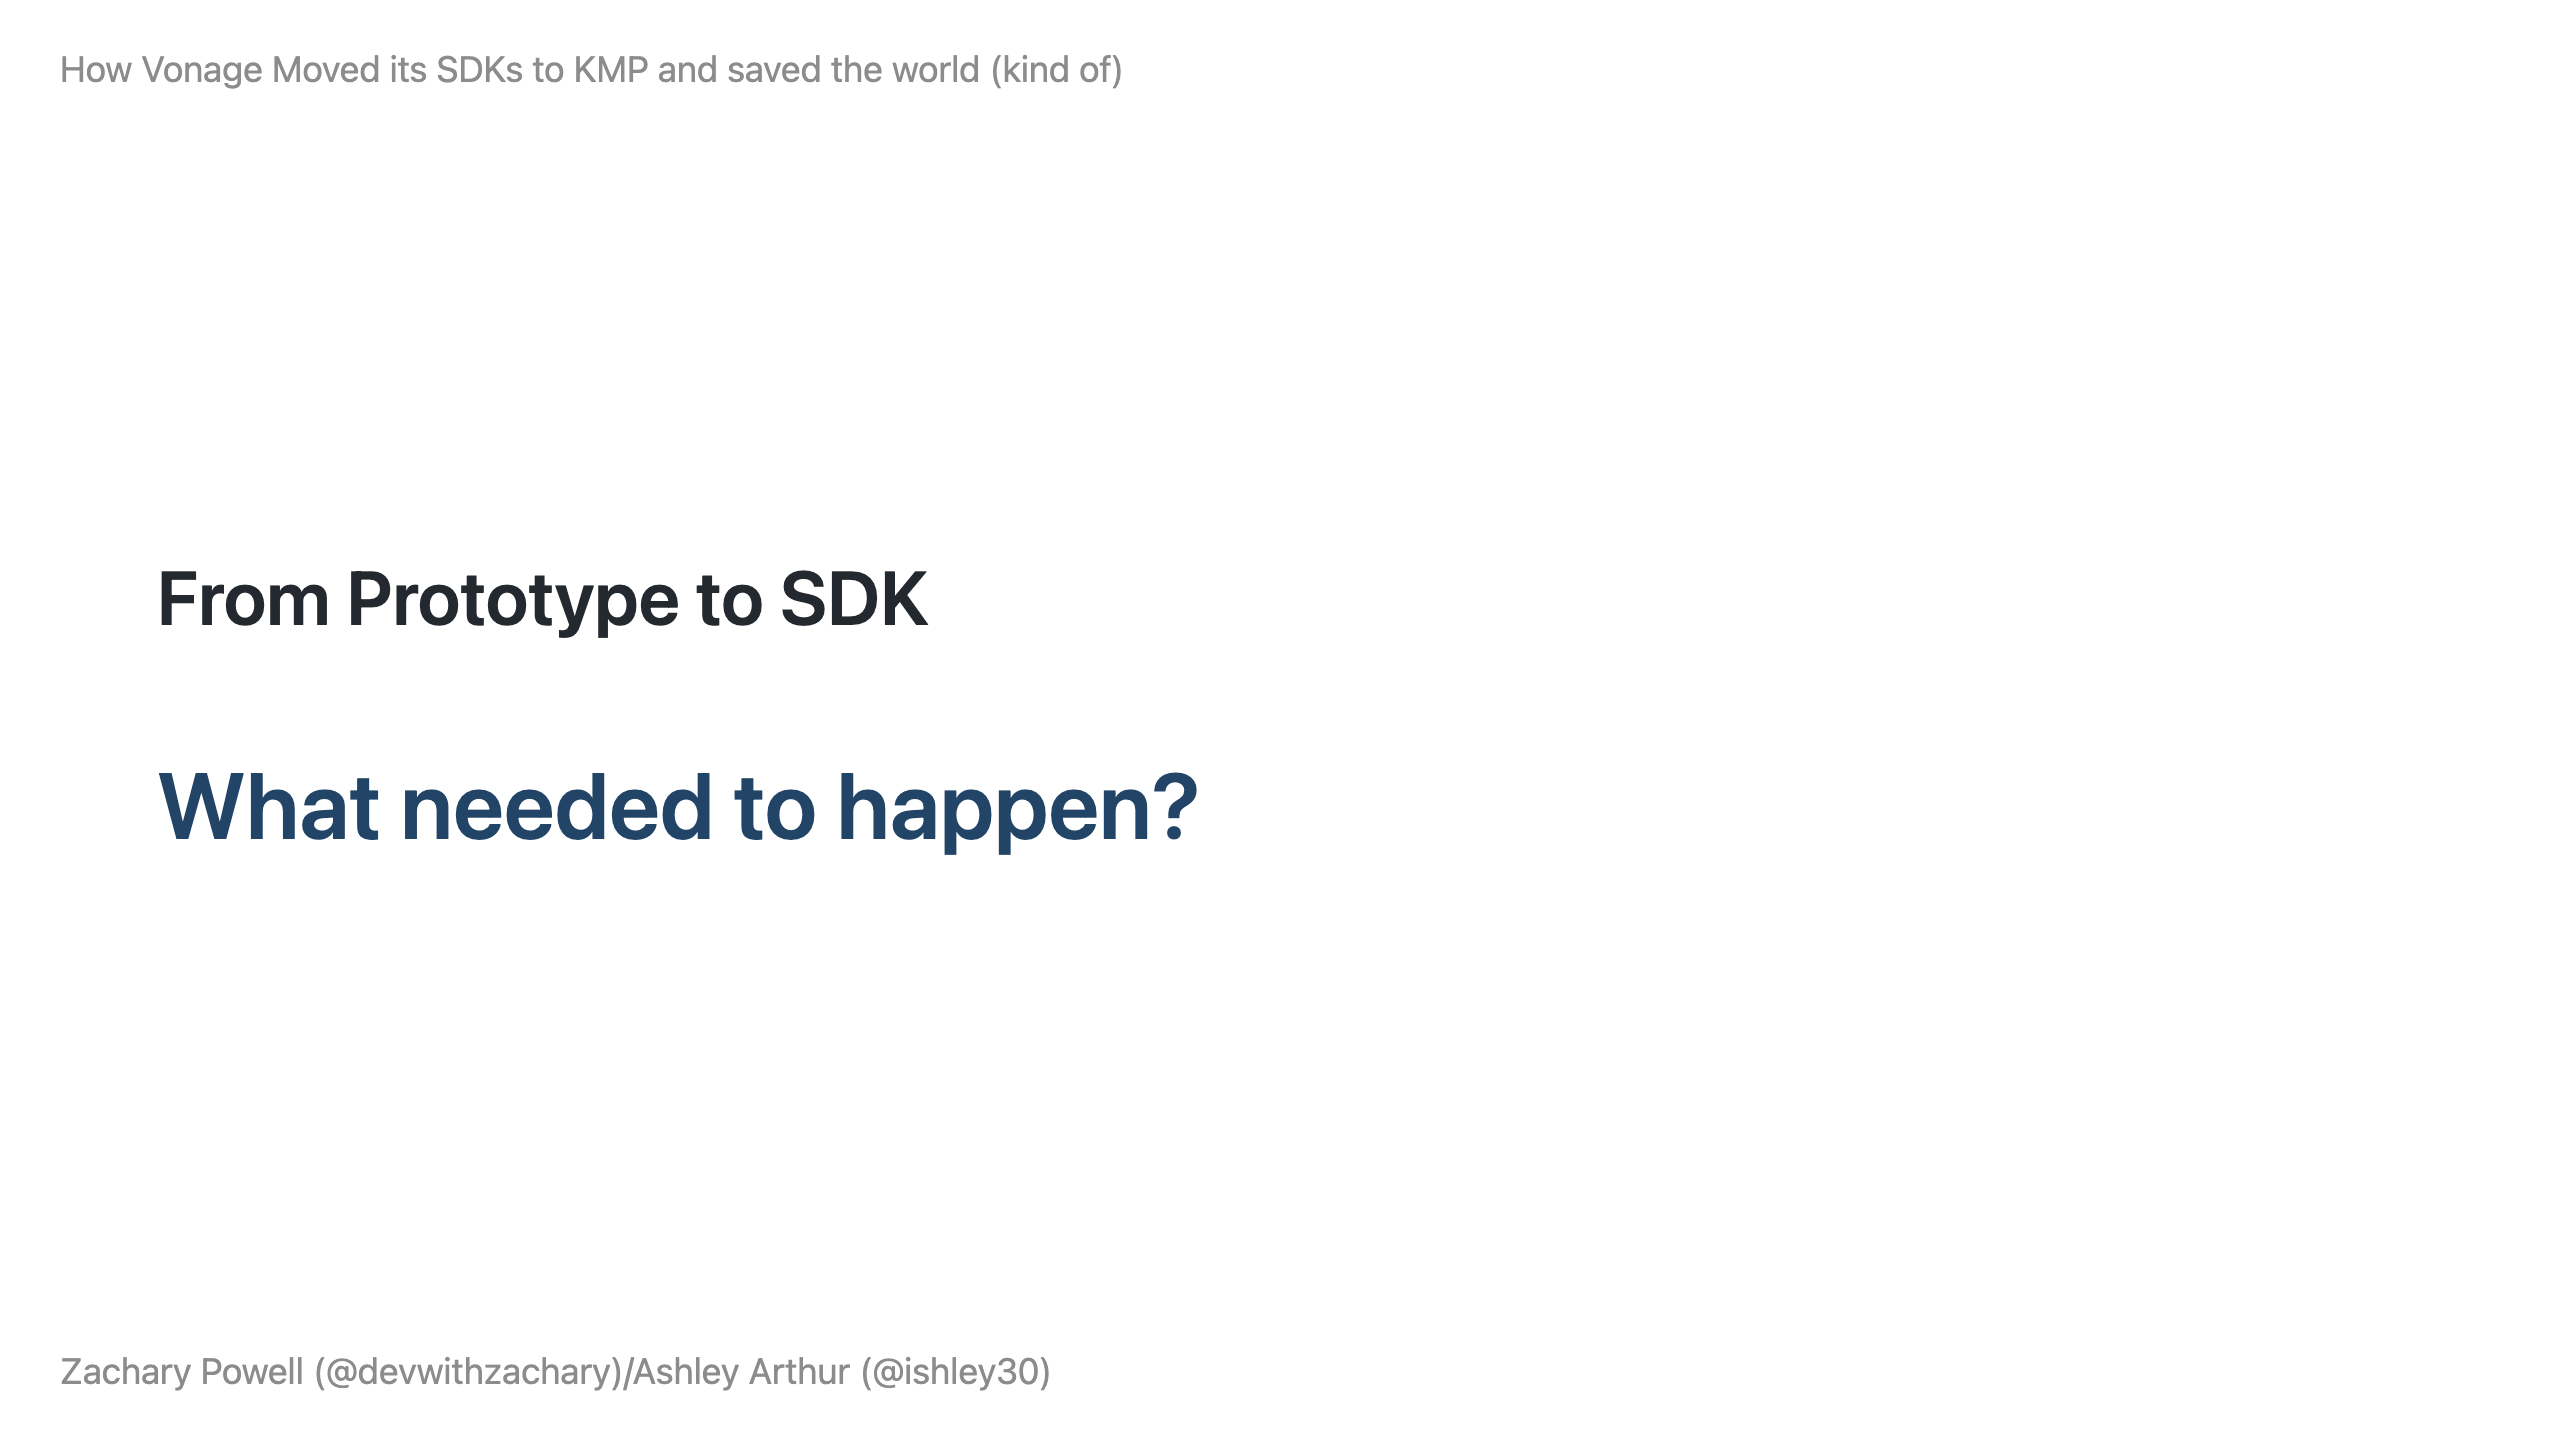 How Vonage Moved its SDKs to KMP and saved the world (kind of)
From Prototype to SDK
What needed to happen?
Zachary Powell (@devwithzachary)/Ashley Arthur (@ishley30)